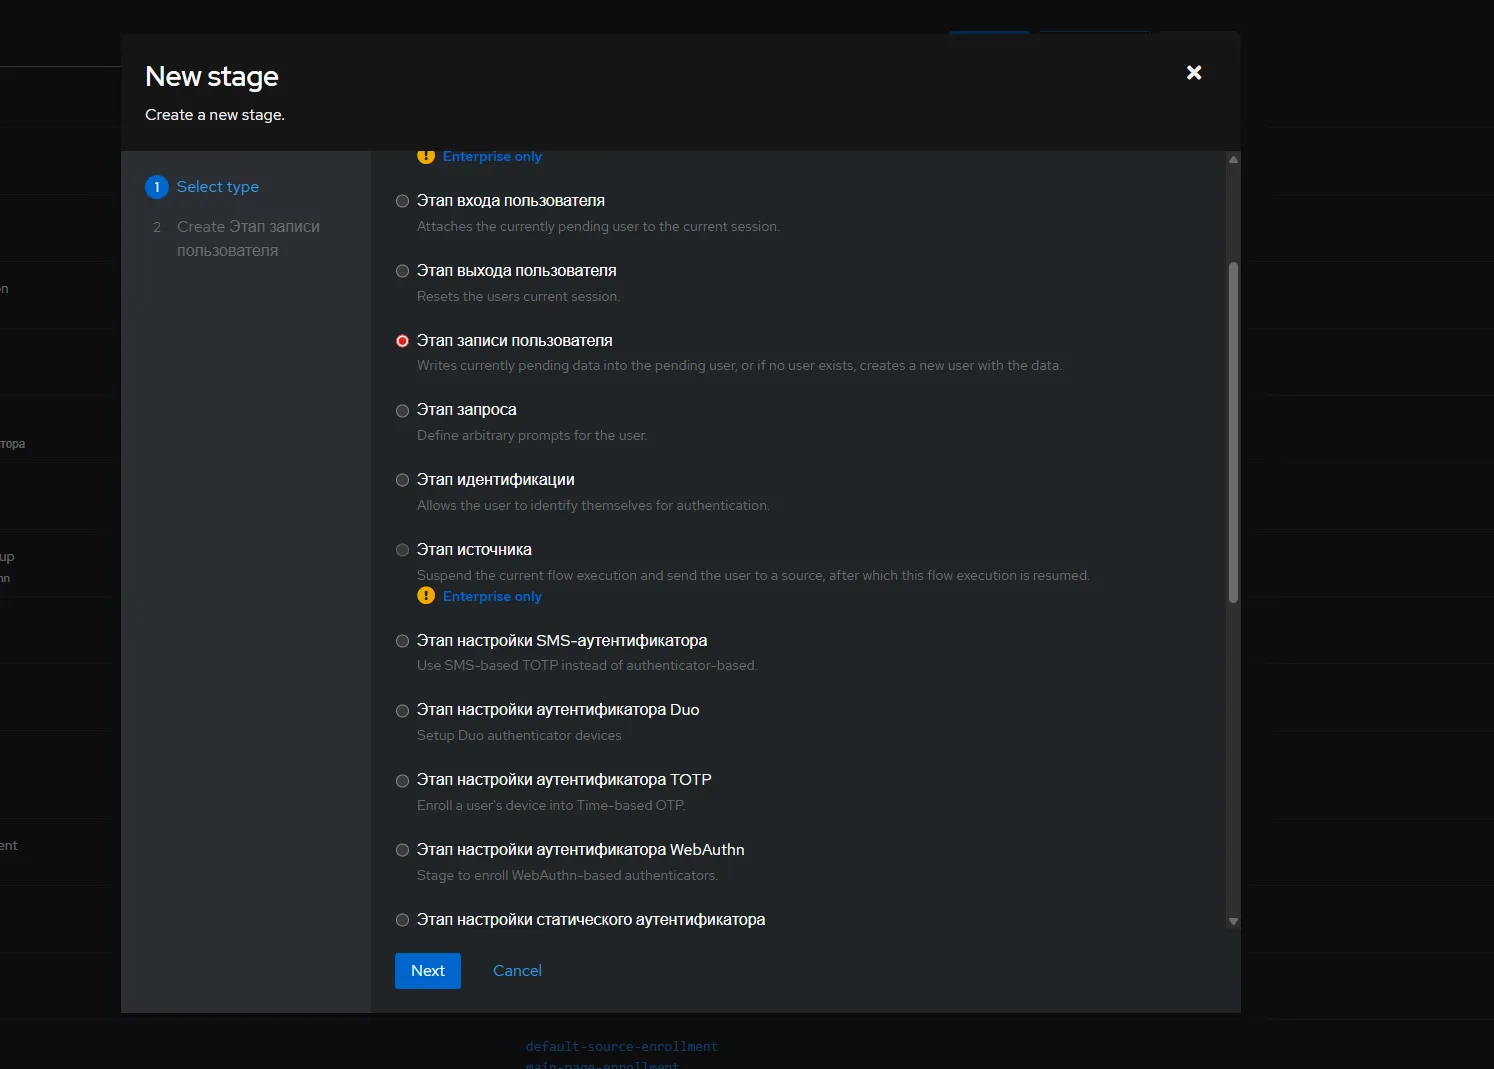 New stage
Create a new stage.
1 Select type
2 Create Этап записи
пользователя
Enterprise only
Этап входа пользователя
Attaches the currently pending user to the current session.
Этап выхода пользователя
Resets the users current session.
Этап записи пользователя
Writes currently pending data into the pending user, or if no user exists, creates a new user with the data.
Этап запроса
Define arbitrary prompts for the user.
Этап идентификации
Allows the user to identify themselves for authentication.
Этап источника
Suspend the current flow execution and send the user to a source, after which this flow execution is resumed.
Enterprise only
Этап настройки SMS-аутентификатора
Use SMS-based TOTP instead of authenticator-based.
Этап настройки аутентификатора Duo
Setup Duo authenticator devices
Этап настройки аутентификатора TOTP
Enroll a user's device into Time-based OTP.
Этап настройки аутентификатора WebAuthn
Stage to enroll WebAuthn-based authenticators.
Этап настройки статического аутентификатора
Next
Cancel
default-source-enrollment
main-page-enrollment